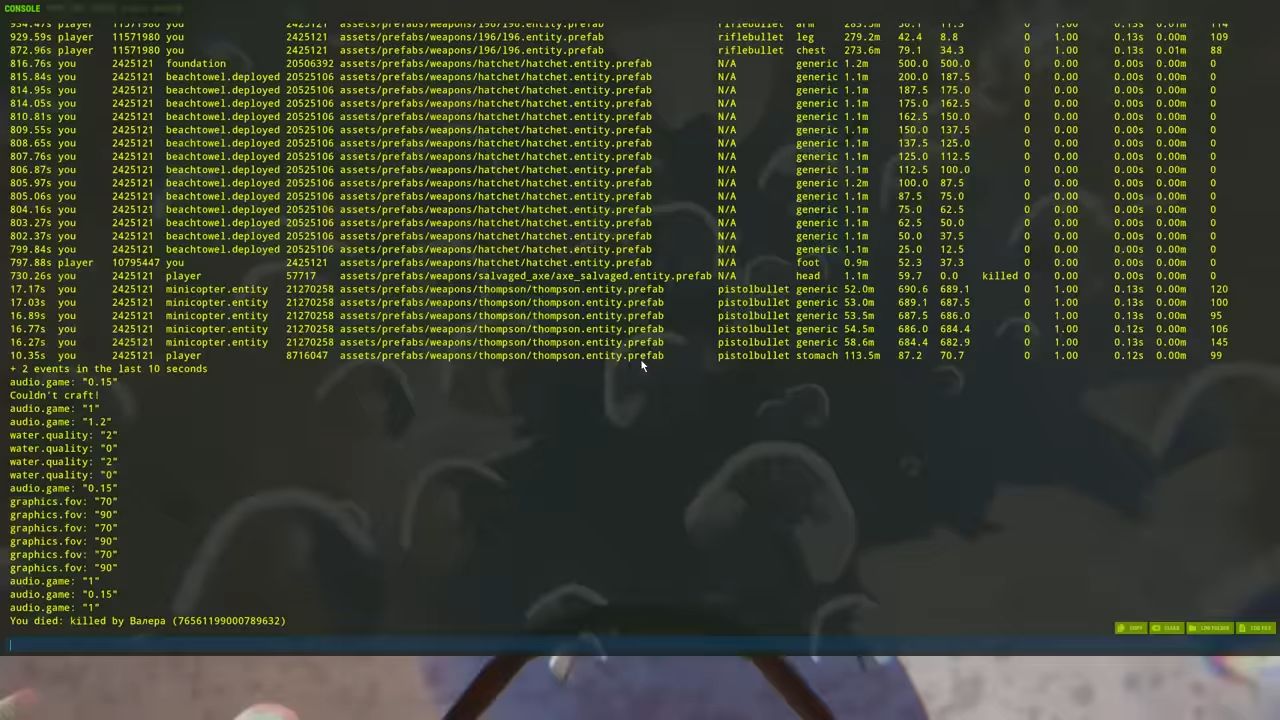 CONSOLE
934.47s player 11571980 you 2425121 assets/prefabs/weapons/l96/l96.entity.prefab riflebullet arm 283.5m 50.1 11.3 0 1.00 0.13s 0.01m 114
929.59s player 11571980 you 2425121 assets/prefabs/weapons/l96/l96.entity.prefab riflebullet leg 279.2m 42.4 8.8 0 1.00 0.13s 0.00m 109
872.96s player 11571980 you 2425121 assets/prefabs/weapons/l96/l96.entity.prefab riflebullet chest 273.6m 79.1 34.3 0 1.00 0.13s 0.01m 88
816.76s you 2425121 foundation 20506392 assets/prefabs/weapons/hatchet/hatchet.entity.prefab N/A generic 1.2m 500.0 500.0 0 0.00 0.00s 0.00m 0
815.84s you 2425121 beachtowel.deployed 20525106 assets/prefabs/weapons/hatchet/hatchet.entity.prefab N/A generic 1.1m 200.0 187.5 0 0.00 0.00s 0.00m 0
814.95s you 2425121 beachtowel.deployed 20525106 assets/prefabs/weapons/hatchet/hatchet.entity.prefab N/A generic 1.1m 187.5 175.0 0 0.00 0.00s 0.00m 0
814.05s you 2425121 beachtowel.deployed 20525106 assets/prefabs/weapons/hatchet/hatchet.entity.prefab N/A generic 1.1m 175.0 162.5 0 0.00 0.00s 0.00m 0
810.81s you 2425121 beachtowel.deployed 20525106 assets/prefabs/weapons/hatchet/hatchet.entity.prefab N/A generic 1.1m 162.5 150.0 0 0.00 0.00s 0.00m 0
809.55s you 2425121 beachtowel.deployed 20525106 assets/prefabs/weapons/hatchet/hatchet.entity.prefab N/A generic 1.1m 150.0 137.5 0 0.00 0.00s 0.00m 0
808.65s you 2425121 beachtowel.deployed 20525106 assets/prefabs/weapons/hatchet/hatchet.entity.prefab N/A generic 1.1m 137.5 125.0 0 0.00 0.00s 0.00m 0
807.76s you 2425121 beachtowel.deployed 20525106 assets/prefabs/weapons/hatchet/hatchet.entity.prefab N/A generic 1.1m 125.0 112.5 0 0.00 0.00s 0.00m 0
806.87s you 2425121 beachtowel.deployed 20525106 assets/prefabs/weapons/hatchet/hatchet.entity.prefab N/A generic 1.1m 112.5 100.0 0 0.00 0.00s 0.00m 0
805.97s you 2425121 beachtowel.deployed 20525106 assets/prefabs/weapons/hatchet/hatchet.entity.prefab N/A generic 1.2m 100.0 87.5 0 0.00 0.00s 0.00m 0
805.06s you 2425121 beachtowel.deployed 20525106 assets/prefabs/weapons/hatchet/hatchet.entity.prefab N/A generic 1.1m 87.5 75.0 0 0.00 0.00s 0.00m 0
804.16s you 2425121 beachtowel.deployed 20525106 assets/prefabs/weapons/hatchet/hatchet.entity.prefab N/A generic 1.1m 75.0 62.5 0 0.00 0.00s 0.00m 0
803.27s you 2425121 beachtowel.deployed 20525106 assets/prefabs/weapons/hatchet/hatchet.entity.prefab N/A generic 1.1m 62.5 50.0 0 0.00 0.00s 0.00m 0
802.37s you 2425121 beachtowel.deployed 20525106 assets/prefabs/weapons/hatchet/hatchet.entity.prefab N/A generic 1.1m 50.0 37.5 0 0.00 0.00s 0.00m 0
799.84s you 2425121 beachtowel.deployed 20525106 assets/prefabs/weapons/hatchet/hatchet.entity.prefab N/A generic 1.1m 25.0 12.5 0 0.00 0.00s 0.00m 0
797.88s player 10795447 you 2425121 assets/prefabs/weapons/hatchet/hatchet.entity.prefab N/A foot 0.9m 52.3 37.3 0 0.00 0.00s 0.00m 0
730.26s you 2425121 player 57717 assets/prefabs/weapons/salvaged_axe/axe_salvaged.entity.prefab N/A head 1.1m 59.7 0.0 killed 0 0.00 0.00s 0.00m 0
17.17s you 2425121 minicopter.entity 21270258 assets/prefabs/weapons/thompson/thompson.entity.prefab pistolbullet generic 52.0m 690.6 689.1 0 1.00 0.13s 0.00m 120
17.03s you 2425121 minicopter.entity 21270258 assets/prefabs/weapons/thompson/thompson.entity.prefab pistolbullet generic 53.0m 689.1 687.5 0 1.00 0.13s 0.00m 100
16.89s you 2425121 minicopter.entity 21270258 assets/prefabs/weapons/thompson/thompson.entity.prefab pistolbullet generic 53.5m 687.5 686.0 0 1.00 0.13s 0.00m 95
16.77s you 2425121 minicopter.entity 21270258 assets/prefabs/weapons/thompson/thompson.entity.prefab pistolbullet generic 54.5m 686.0 684.4 0 1.00 0.12s 0.00m 106
16.27s you 2425121 minicopter.entity 21270258 assets/prefabs/weapons/thompson/thompson.entity.prefab pistolbullet generic 58.6m 684.4 682.9 0 1.00 0.13s 0.00m 145
10.35s you 2425121 player 8716047 assets/prefabs/weapons/thompson/thompson.entity.prefab pistolbullet stomach 113.5m 87.2 70.7 0 1.00 0.12s 0.00m 99
+ 2 events in the last 10 seconds
audio.game: "0.15"
Couldn't craft!
audio.game: "1"
audio.game: "1.2"
water.quality: "2"
water.quality: "0"
water.quality: "2"
water.quality: "0"
audio.game: "0.15"
graphics.fov: "70"
graphics.fov: "90"
graphics.fov: "70"
graphics.fov: "90"
graphics.fov: "70"
graphics.fov: "90"
audio.game: "1"
audio.game: "0.15"
audio.game: "1"
You died: killed by Валера (76561199000789632)
COPY CLEAR LOG FOLDER LOG FILE